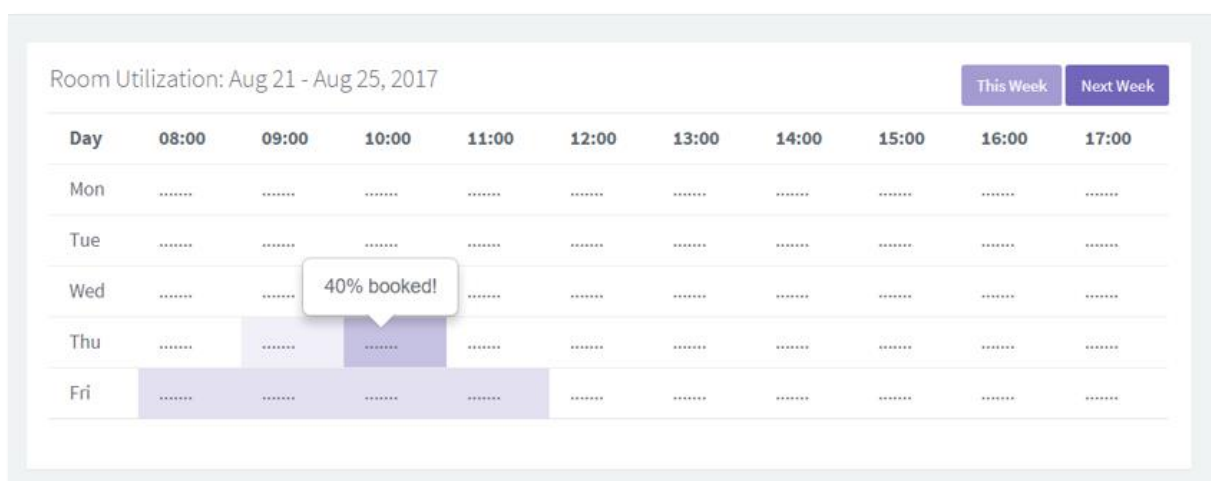 Room Utilization: Aug 21 - Aug 25, 2017
This Week Next Week
Day 08:00 09:00 10:00 11:00 12:00 13:00 14:00 15:00 16:00 17:00
Mon ....... ....... ....... ....... ....... ....... ....... ....... ....... .......
Tue ....... ....... ....... ....... ....... ....... ....... ....... ....... .......
40% booked!
Wed ....... ....... ....... ....... ....... ....... ....... ....... .......
Thu ....... ....... ....... ....... ....... ....... ....... ....... ....... .......
Fri ....... ....... ....... ....... ....... ....... ....... ....... ....... .......